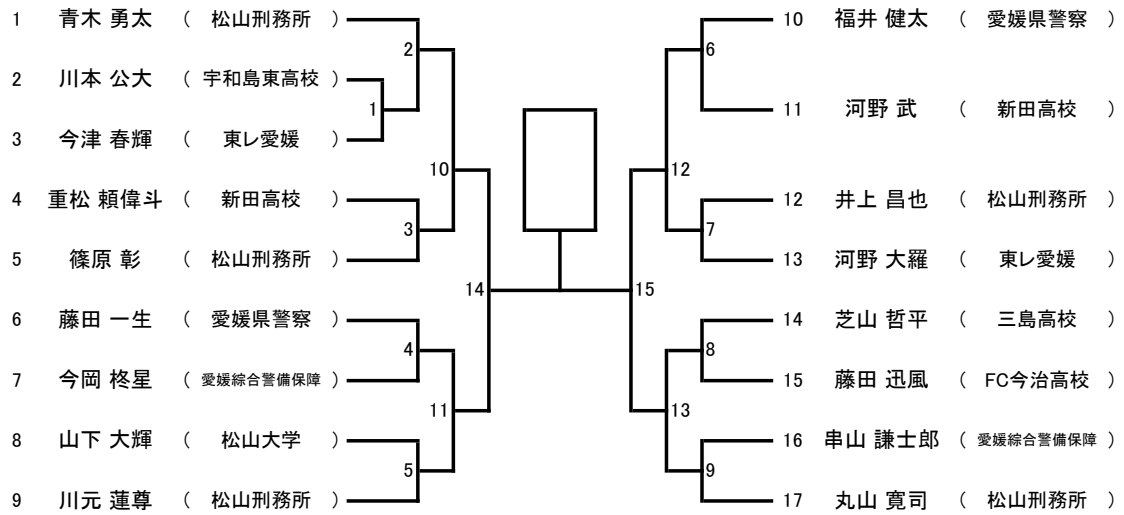 1 青木 勇太 ( 松山刑務所 )
2 川本 公大 ( 宇和島東高校 )
3 今津 春輝 ( 東レ愛媛 )
4 重松 頼偉斗 ( 新田高校 )
5 篠原 彰 ( 松山刑務所 )
6 藤田 一生 ( 愛媛県警察 )
7 今岡 柊星 ( 愛媛綜合警備保障 )
8 山下 大輝 ( 松山大学 )
9 川元 蓮尊 ( 松山刑務所 )
2
1
10
3
14
4
11
5
10 福井 健太 ( 愛媛県警察 )
11 河野 武 ( 新田高校 )
12 井上 昌也 ( 松山刑務所 )
13 河野 大羅 ( 東レ愛媛 )
14 芝山 哲平 ( 三島高校 )
15 藤田 迅風 ( FC今治高校 )
16 串山 謙士郎 ( 愛媛綜合警備保障 )
17 丸山 寛司 ( 松山刑務所 )
6
12
7
15
8
13
9